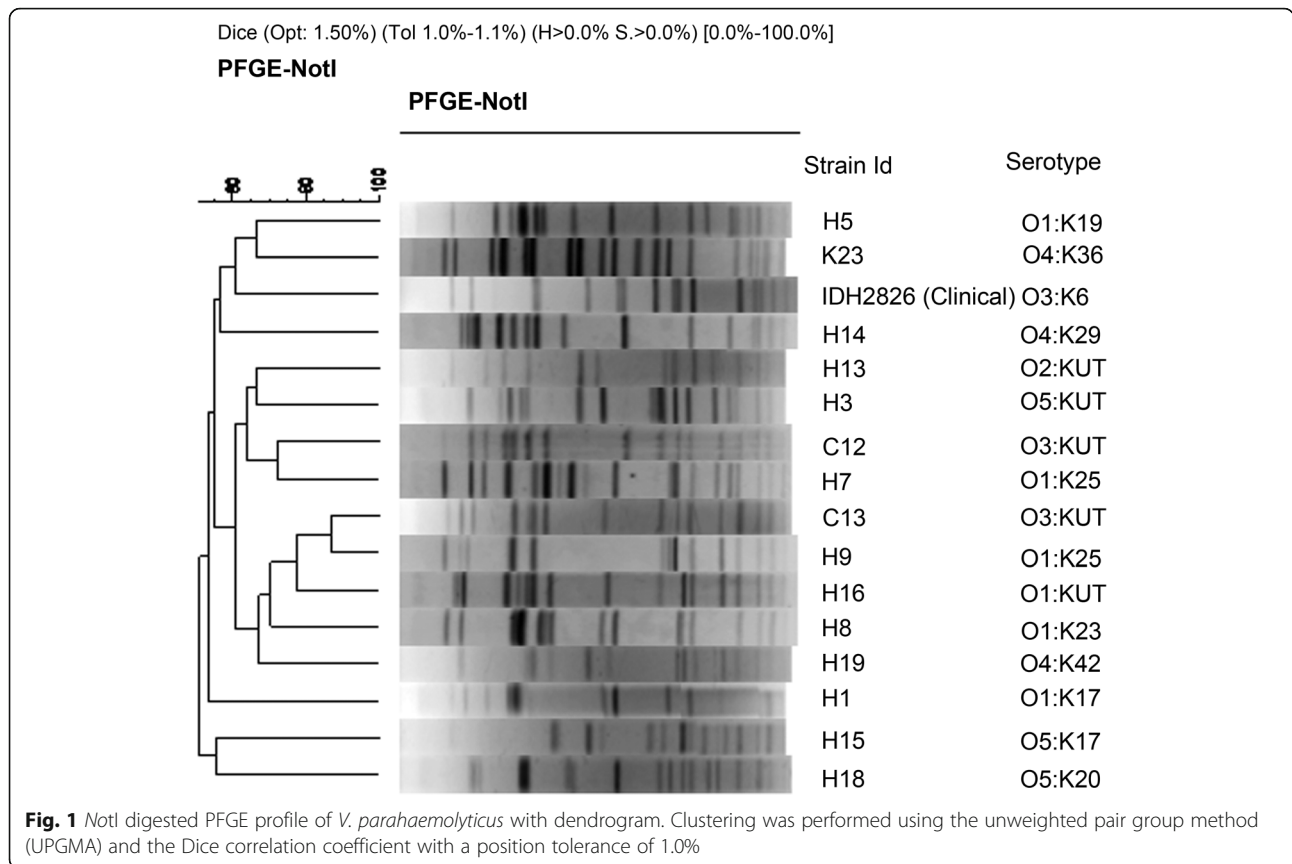 Dice (Opt: 1.50%) (Tol 1.0%-1.1%) (H>0.0% S.>0.0%) [0.0%-100.0%]
PFGE-NotI
PFGE-NotI
100
Strain Id Serotype
H5 O1:K19
K23 O4:K36
IDH2826 (Clinical) O3:K6
H14 O4:K29
H13 O2:KUT
H3 O5:KUT
C12 O3:KUT
H7 O1:K25
C13 O3:KUT
H9 O1:K25
H16 O1:KUT
H8 O1:K23
H19 O4:K42
H1 O1:K17
H15 O5:K17
H18 O5:K20
Fig. 1 NotI digested PFGE profile of V. parahaemolyticus with dendrogram. Clustering was performed using the unweighted pair group method
(UPGMA) and the Dice correlation coefficient with a position tolerance of 1.0%